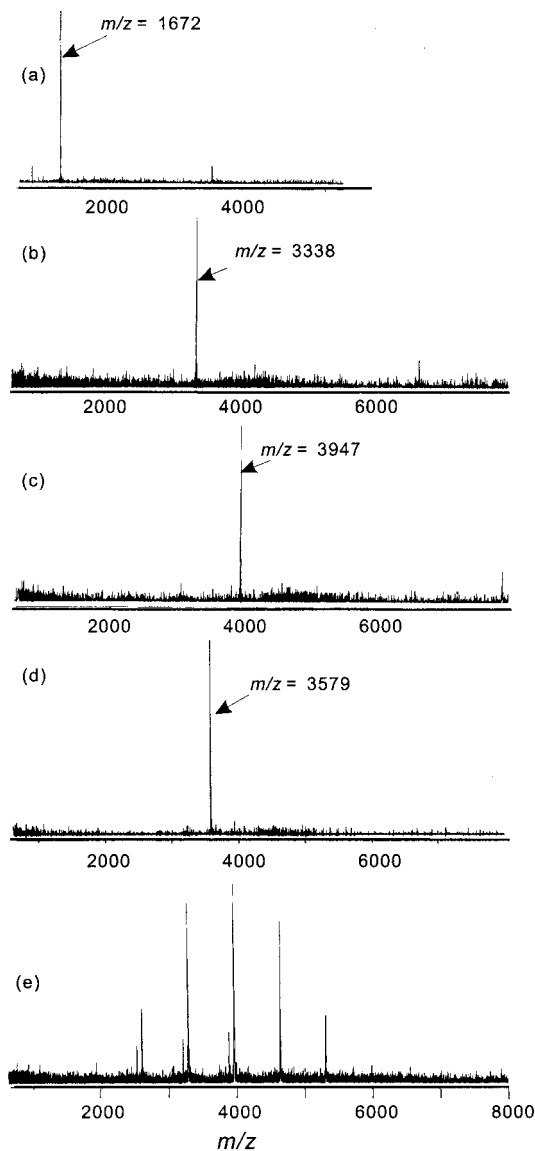 m/z = 1672
(a)
2000 4000
(b)
m/z = 3338
2000 4000 6000
(c)
m/z = 3947
2000 4000 6000
(d)
m/z = 3579
2000 4000 6000
(e)
2000 4000 6000 8000
m/z